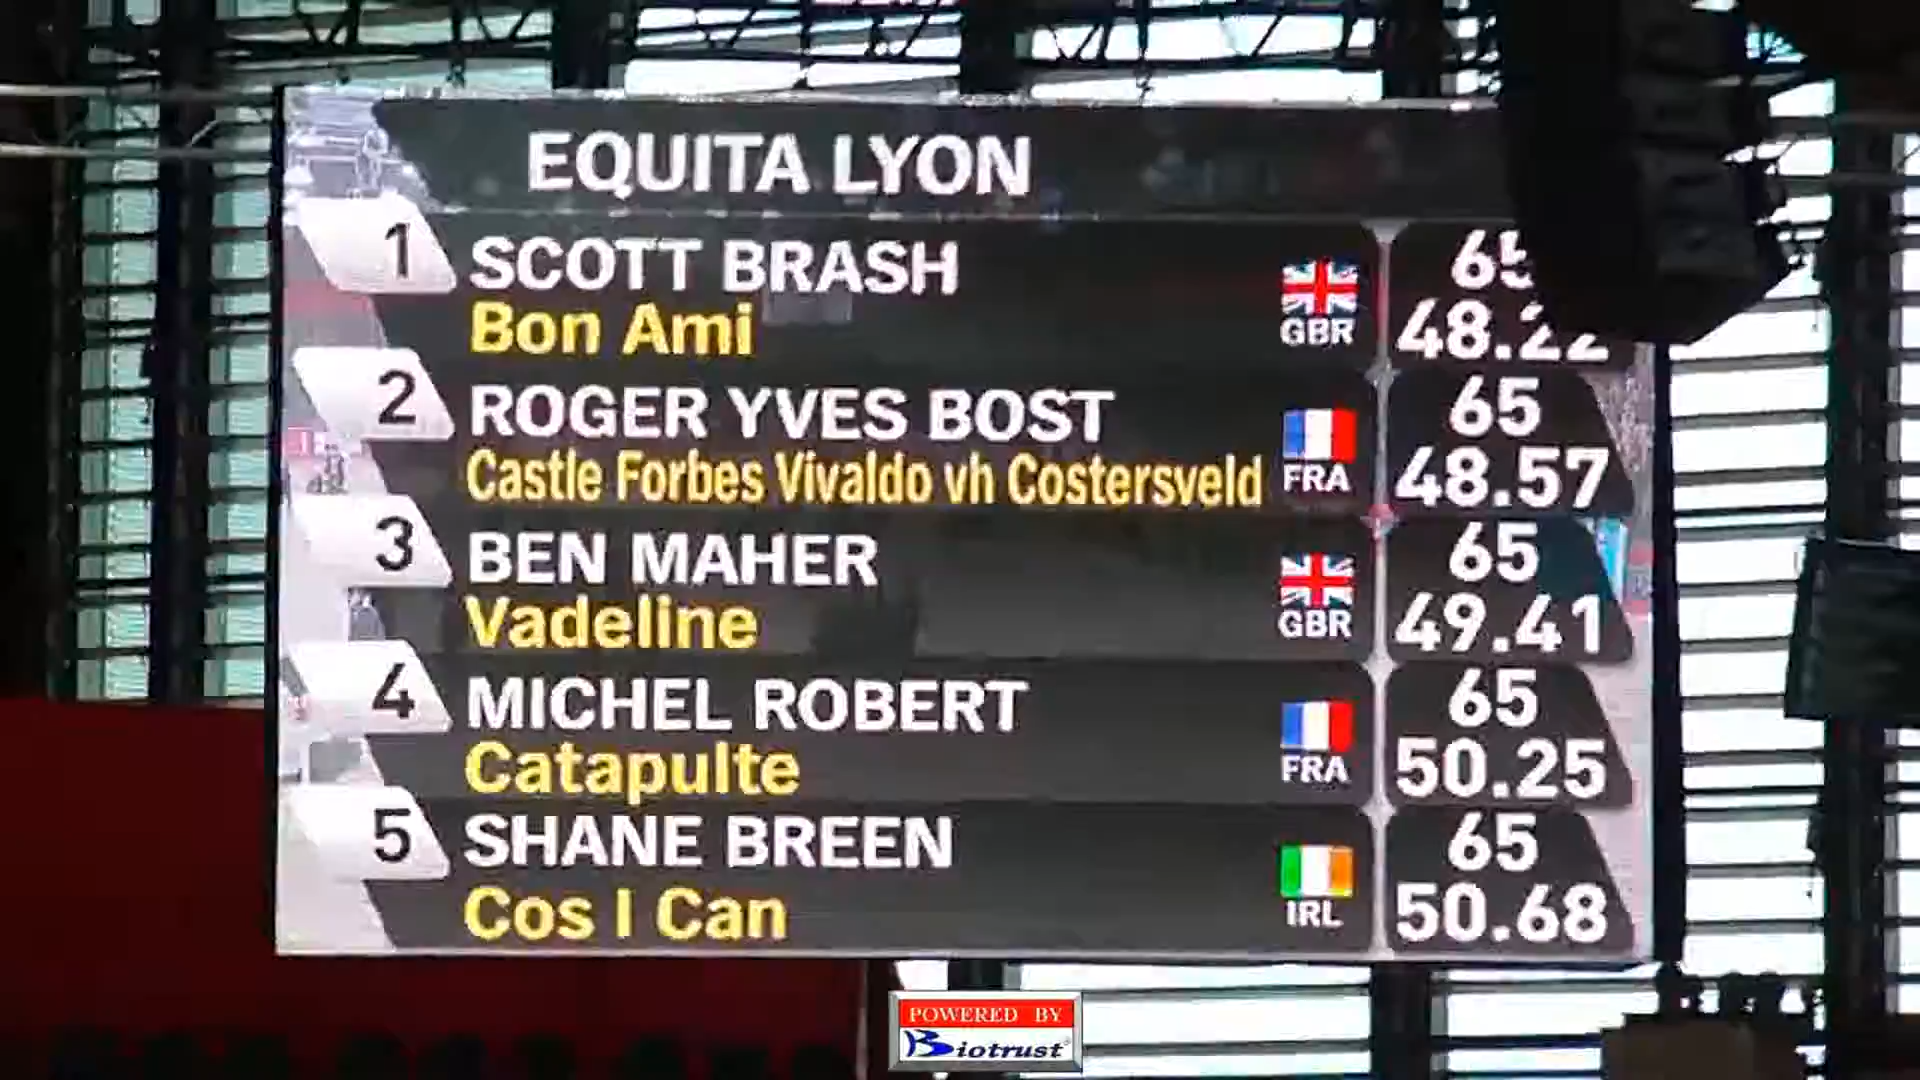 EQUITA LYON
1 SCOTT BRASH
Bon Ami
GBR
48.22
2 ROGER YVES BOST 65
Castle Forbes Vivaldo vh Costersveld FRA 48.57
3 BEN MAHER 65
Vadeline GBR 49.41
4 MICHEL ROBERT 65
Catapulte FRA 50.25
5 SHANE BREEN 65
Cos I Can IRL 50.68
POWERED BY
Biotrust